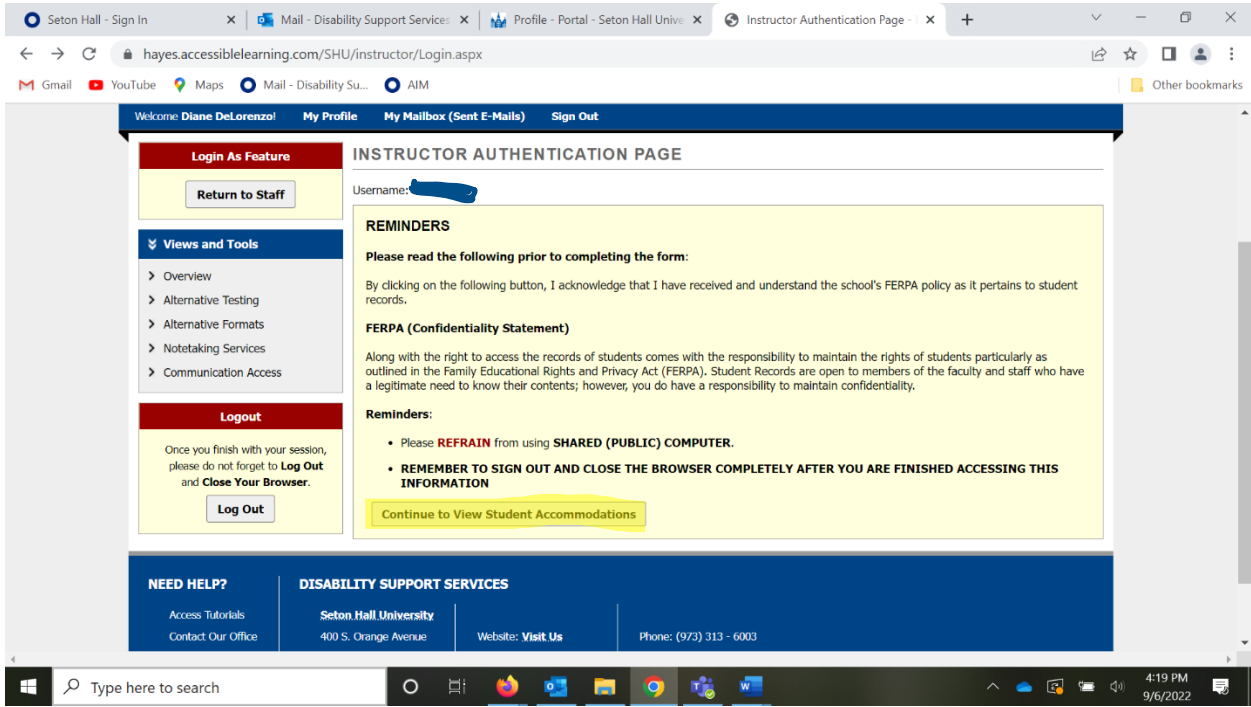 Seton Hall - Sign In
Mail - Disability Support Services
Profile - Portal - Seton Hall Unive
Instructor Authentication Page -
hayes.accessiblelearning.com/SHU/instructor/Login.aspx
Gmail YouTube Maps Mail - Disability Su... AIM Other bookmarks
Welcome Diane DeLorenzo! My Profile My Mailbox (Sent E-Mails) Sign Out
Login As Feature
Return to Staff
Views and Tools
Overview
Alternative Testing
Alternative Formats
Notetaking Services
Communication Access
Logout
Once you finish with your session,
please do not forget to Log Out
and Close Your Browser.
Log Out
INSTRUCTOR AUTHENTICATION PAGE
Username:
REMINDERS
Please read the following prior to completing the form:
By clicking on the following button, I acknowledge that I have received and understand the school's FERPA policy as it pertains to student
records.
FERPA (Confidentiality Statement)
Along with the right to access the records of students comes with the responsibility to maintain the rights of students particularly as
outlined in the Family Educational Rights and Privacy Act (FERPA). Student Records are open to members of the faculty and staff who have
a legitimate need to know their contents; however, you do have a responsibility to maintain confidentiality.
Reminders:
• Please REFRAIN from using SHARED (PUBLIC) COMPUTER.
• REMEMBER TO SIGN OUT AND CLOSE THE BROWSER COMPLETELY AFTER YOU ARE FINISHED ACCESSING THIS
INFORMATION
Continue to View Student Accommodations
NEED HELP?
Access Tutorials
Contact Our Office
DISABILITY SUPPORT SERVICES
Seton Hall University
400 S. Orange Avenue
Website: Visit Us
Phone: (973) 313 - 6003
Type here to search
4:19 PM
9/6/2022